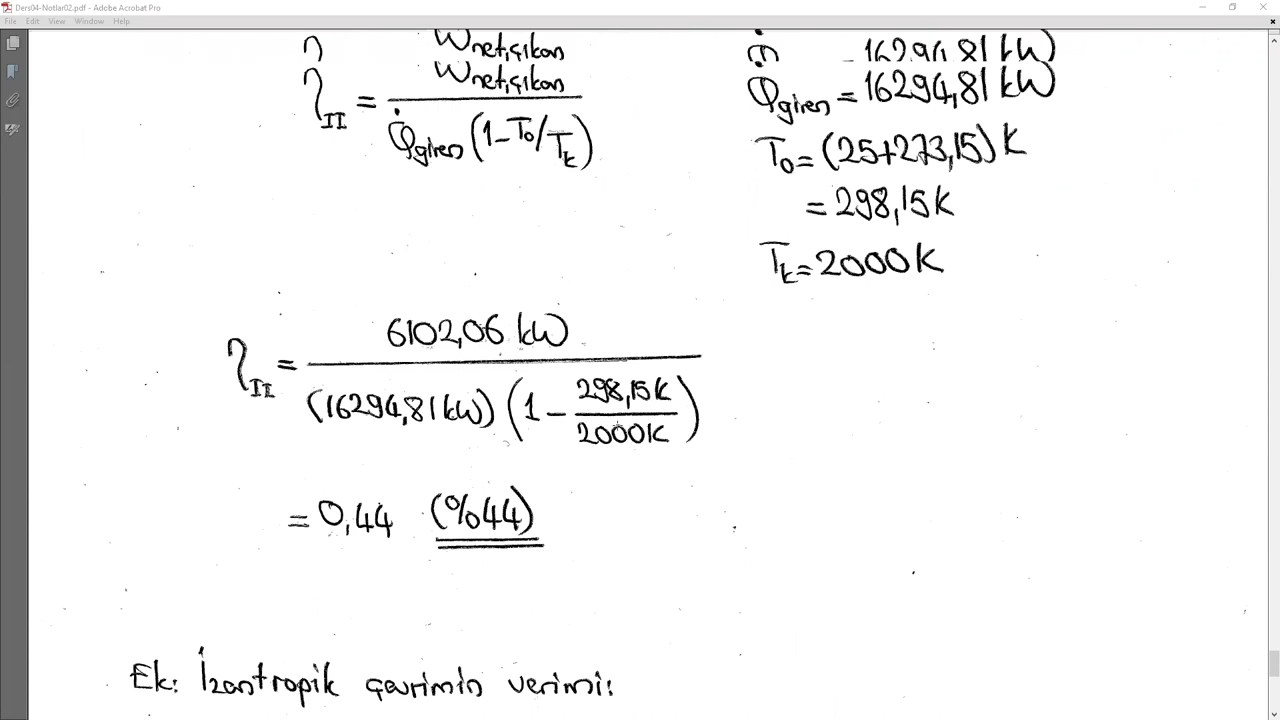 Ders04-Notlar02.pdf - Adobe Acrobat Pro
File Edit View Window Help
Ẇnet,çıkan
η_II = Ẇnet,çıkan / Q̇giren (1 - T0/Tk)
Q̇giren = 16294,81 kW
T0 = (25+273,15) K
= 298,15 K
Tk = 2000 K
η_II = 6102,06 kW / (16294,81 kW) (1 - 298,15 K / 2000 K)
= 0,44 (%44)
Ek: İzantropik çevrimin verimi: